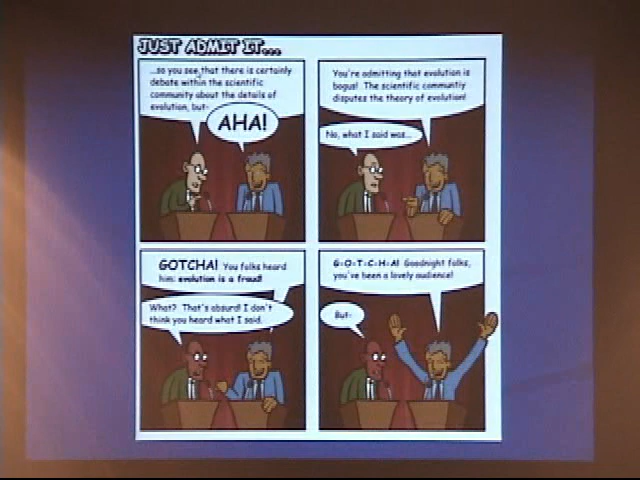 JUST ADMIT IT...
...so you see that there is certainly
debate within the scientific
community about the details of
evolution, but-
AHA!
You're admitting that evolution is
bogus! The scientific community
disputes the theory of evolution!
No, what I said was...
GOTCHA! You folks heard
him: evolution is a fraud!
What? That's absurd! I don't
think you heard what I said.
G-O-T-C-H-A! Goodnight folks,
you've been a lovely audience!
But-